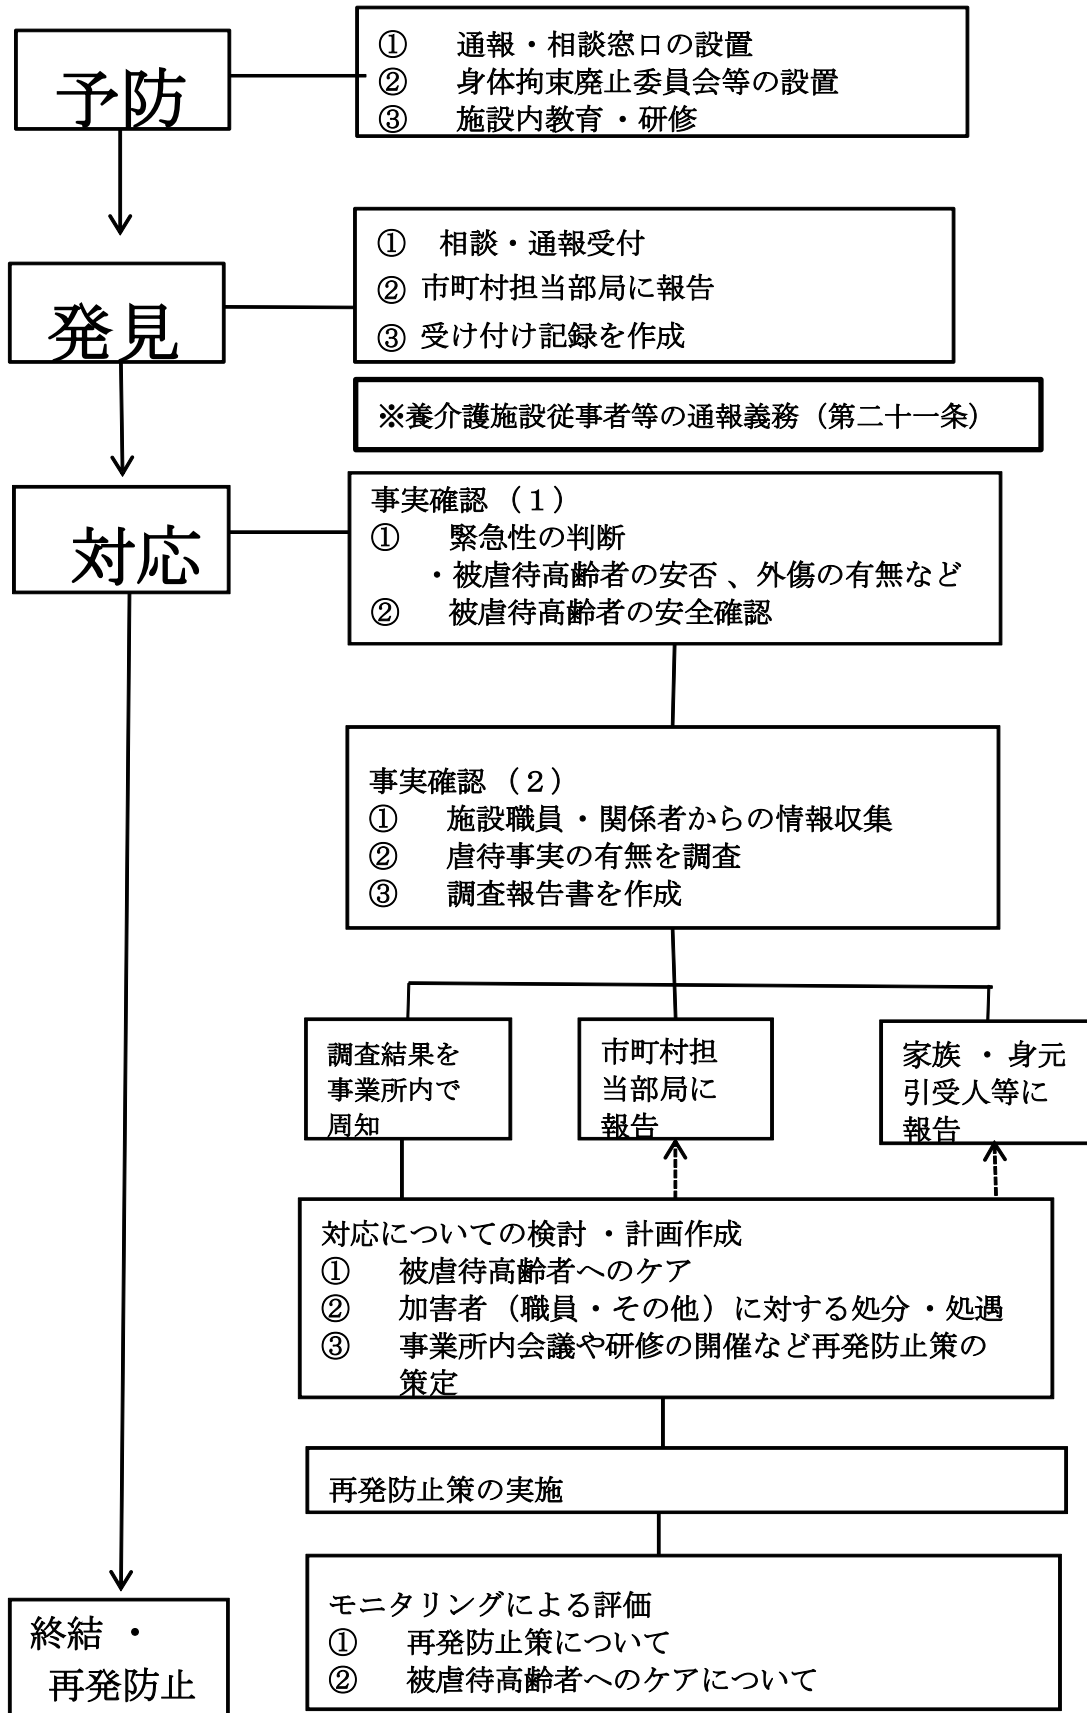 予防
① 通報・相談窓口の設置
② 身体拘束廃止委員会等の設置
③ 施設内教育・研修
発見
① 相談・通報受付
② 市町村担当部局に報告
③ 受け付け記録を作成
※養介護施設従事者等の通報義務（第二十一条）
対応
事実確認（１）
① 緊急性の判断
・被虐待高齢者の安否、外傷の有無など
② 被虐待高齢者の安全確認
事実確認（２）
① 施設職員・関係者からの情報収集
② 虐待事実の有無を調査
③ 調査報告書を作成
調査結果を
事業所内で
周知
市町村担
当部局に
報告
家族・身元
引受人等に
報告
対応についての検討・計画作成
① 被虐待高齢者へのケア
② 加害者（職員・その他）に対する処分・処遇
③ 事業所内会議や研修の開催など再発防止策の
策定
再発防止策の実施
モニタリングによる評価
① 再発防止策について
② 被虐待高齢者へのケアについて
終結・
再発防止